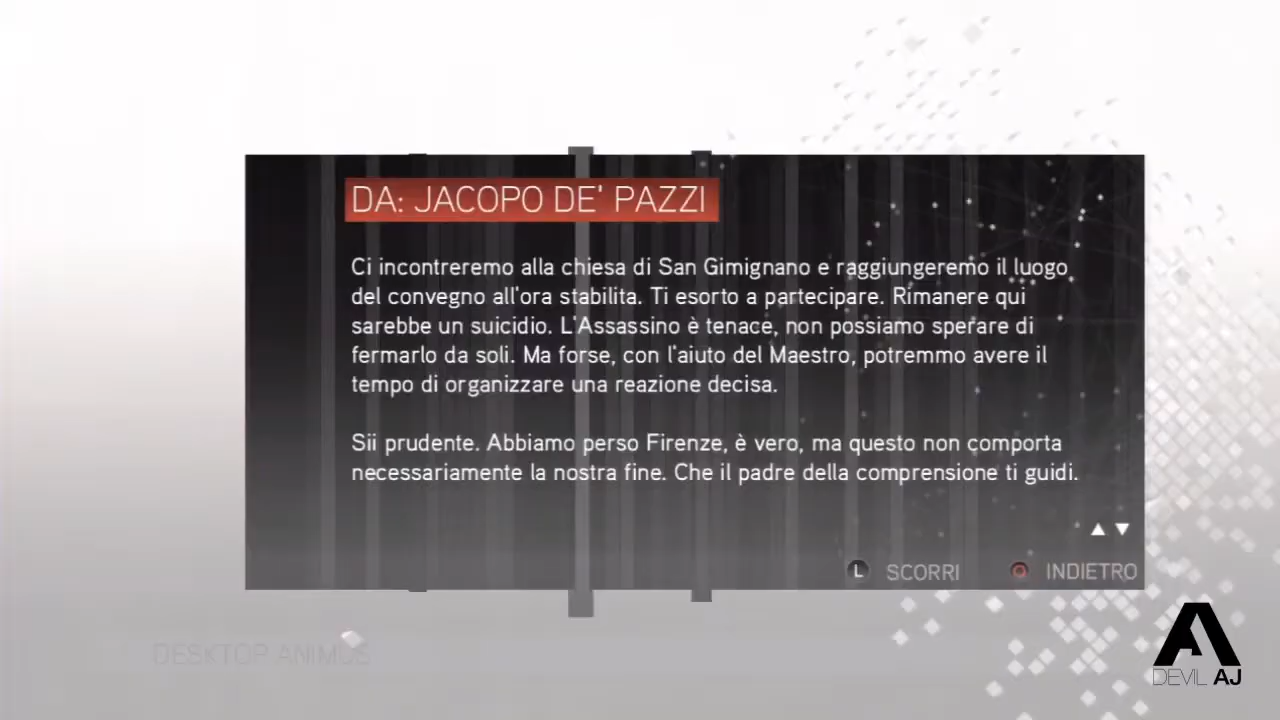 DA: JACOPO DE' PAZZI
Ci incontreremo alla chiesa di San Gimignano e raggiungeremo il luogo
del convegno all'ora stabilita. Ti esorto a partecipare. Rimanere qui
sarebbe un suicidio. L'Assassino è tenace, non possiamo sperare di
fermarlo da soli. Ma forse, con l'aiuto del Maestro, potremmo avere il
tempo di organizzare una reazione decisa.
Sii prudente. Abbiamo perso Firenze, è vero, ma questo non comporta
necessariamente la nostra fine. Che il padre della comprensione ti guidi.
L SCORRI INDIETRO
DESKTOP ANIMUS
DEVIL AJ